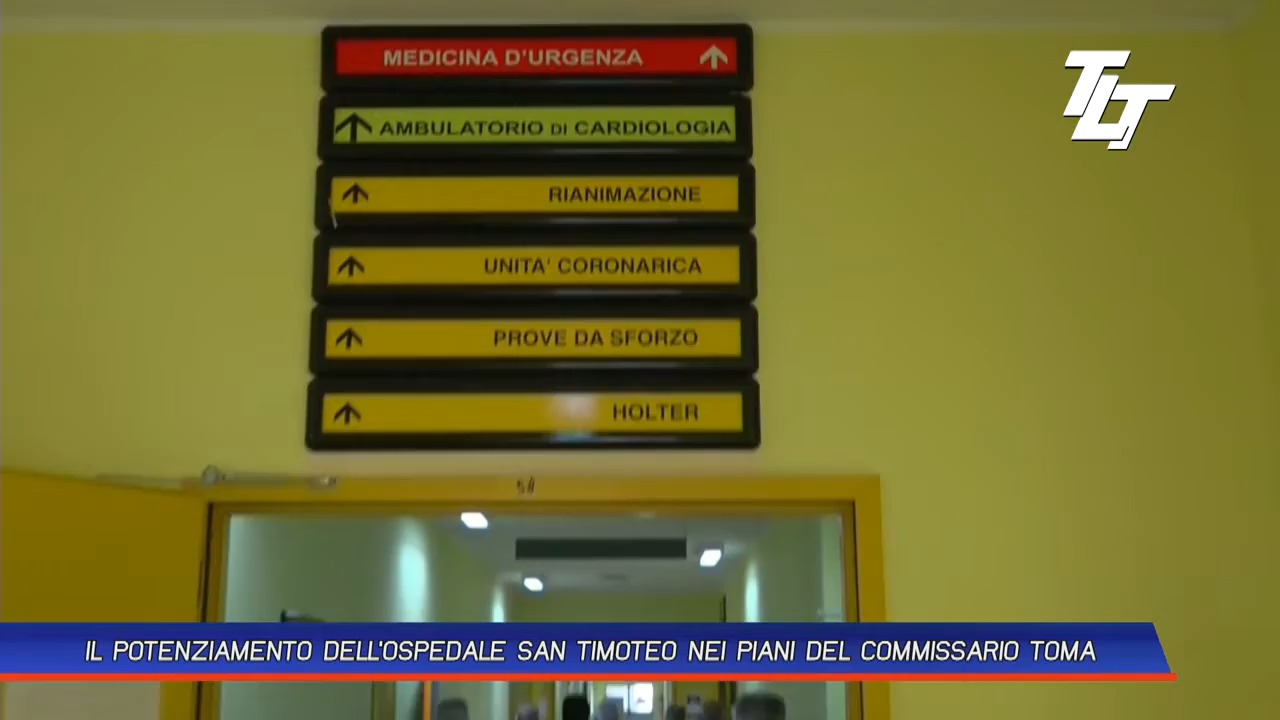 MEDICINA D'URGENZA
AMBULATORIO DI CARDIOLOGIA
RIANIMAZIONE
UNITA' CORONARICA
PROVE DA SFORZO
HOLTER
TLT
IL POTENZIAMENTO DELL'OSPEDALE SAN TIMOTEO NEI PIANI DEL COMMISSARIO TOMA